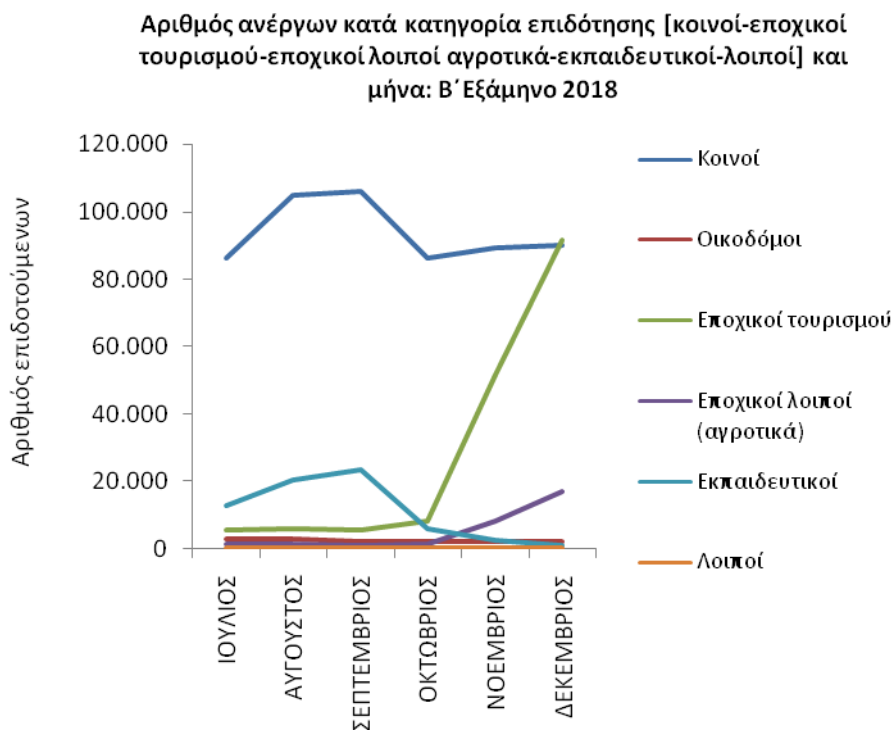 Αριθμός ανέργων κατά κατηγορία επιδότησης [κοινοί-εποχικοί
τουρισμού-εποχικοί λοιποί αγροτικά-εκπαιδευτικοί-λοιποί] και
μήνα: Β΄Εξάμηνο 2018
Αριθμός επιδοτούμενων
120.000
100.000
80.000
60.000
40.000
20.000
0
ΙΟΥΛΙΟΣ
ΑΥΓΟΥΣΤΟΣ
ΣΕΠΤΕΜΒΡΙΟΣ
ΟΚΤΩΒΡΙΟΣ
ΝΟΕΜΒΡΙΟΣ
ΔΕΚΕΜΒΡΙΟΣ
Κοινοί
Οικοδόμοι
Εποχικοί τουρισμού
Εποχικοί λοιποί
(αγροτικά)
Εκπαιδευτικοί
Λοιποί